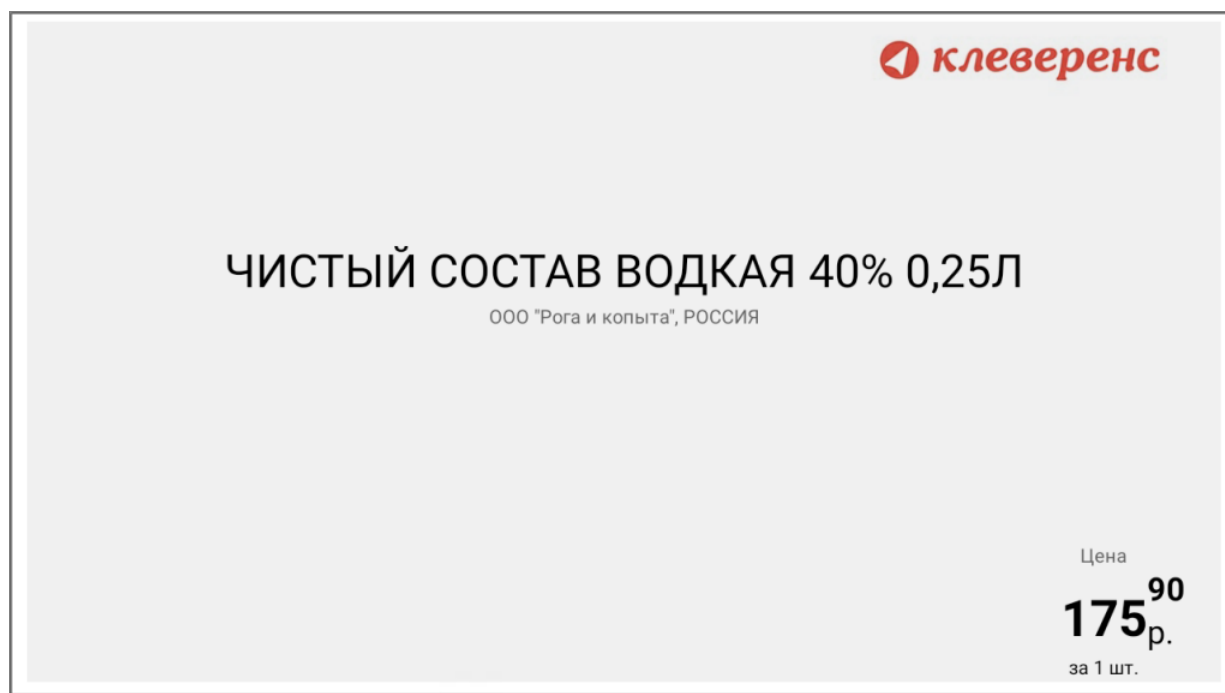 клеверенс
ЧИСТЫЙ СОСТАВ ВОДКАЯ 40% 0,25Л
ООО "Рога и копыта", РОССИЯ
Цена
175 90
р.
за 1 шт.